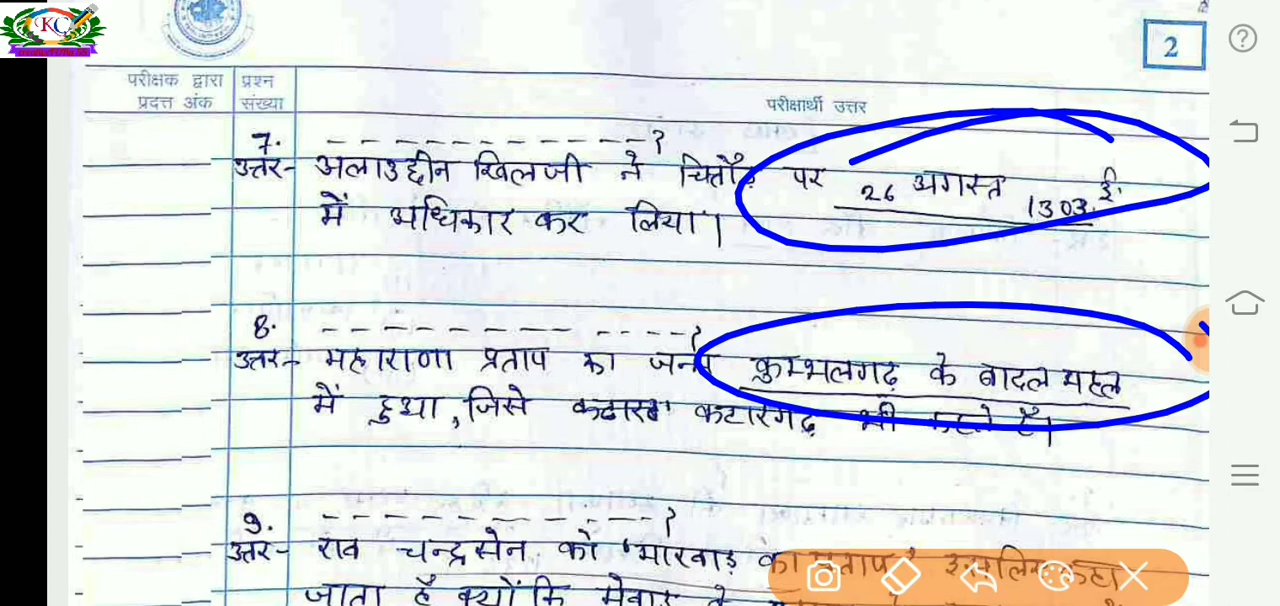 KC
2
परीक्षक द्वारा प्रदत्त अंक
प्रश्न संख्या
परीक्षार्थी उत्तर
7. - - - - - - - - - - - - ?
उत्तर- अलाउद्दीन खिलजी ने चित्तौड़ पर 26 अगस्त 1303 ई.
में अधिकार कर लिया।
8. - - - - - - - - - - - - ?
उत्तर- महाराणा प्रताप का जन्म कुम्भलगढ़ के बादल महल
में हुआ, जिसे कटारगढ़ भी कहते है।
9. - - - - - - - - - - - - ?
उत्तर- राव चन्द्रसेन को 'मारवाड़ का प्रताप' इसलिए कहा
जाता है क्योंकि मेवाड़